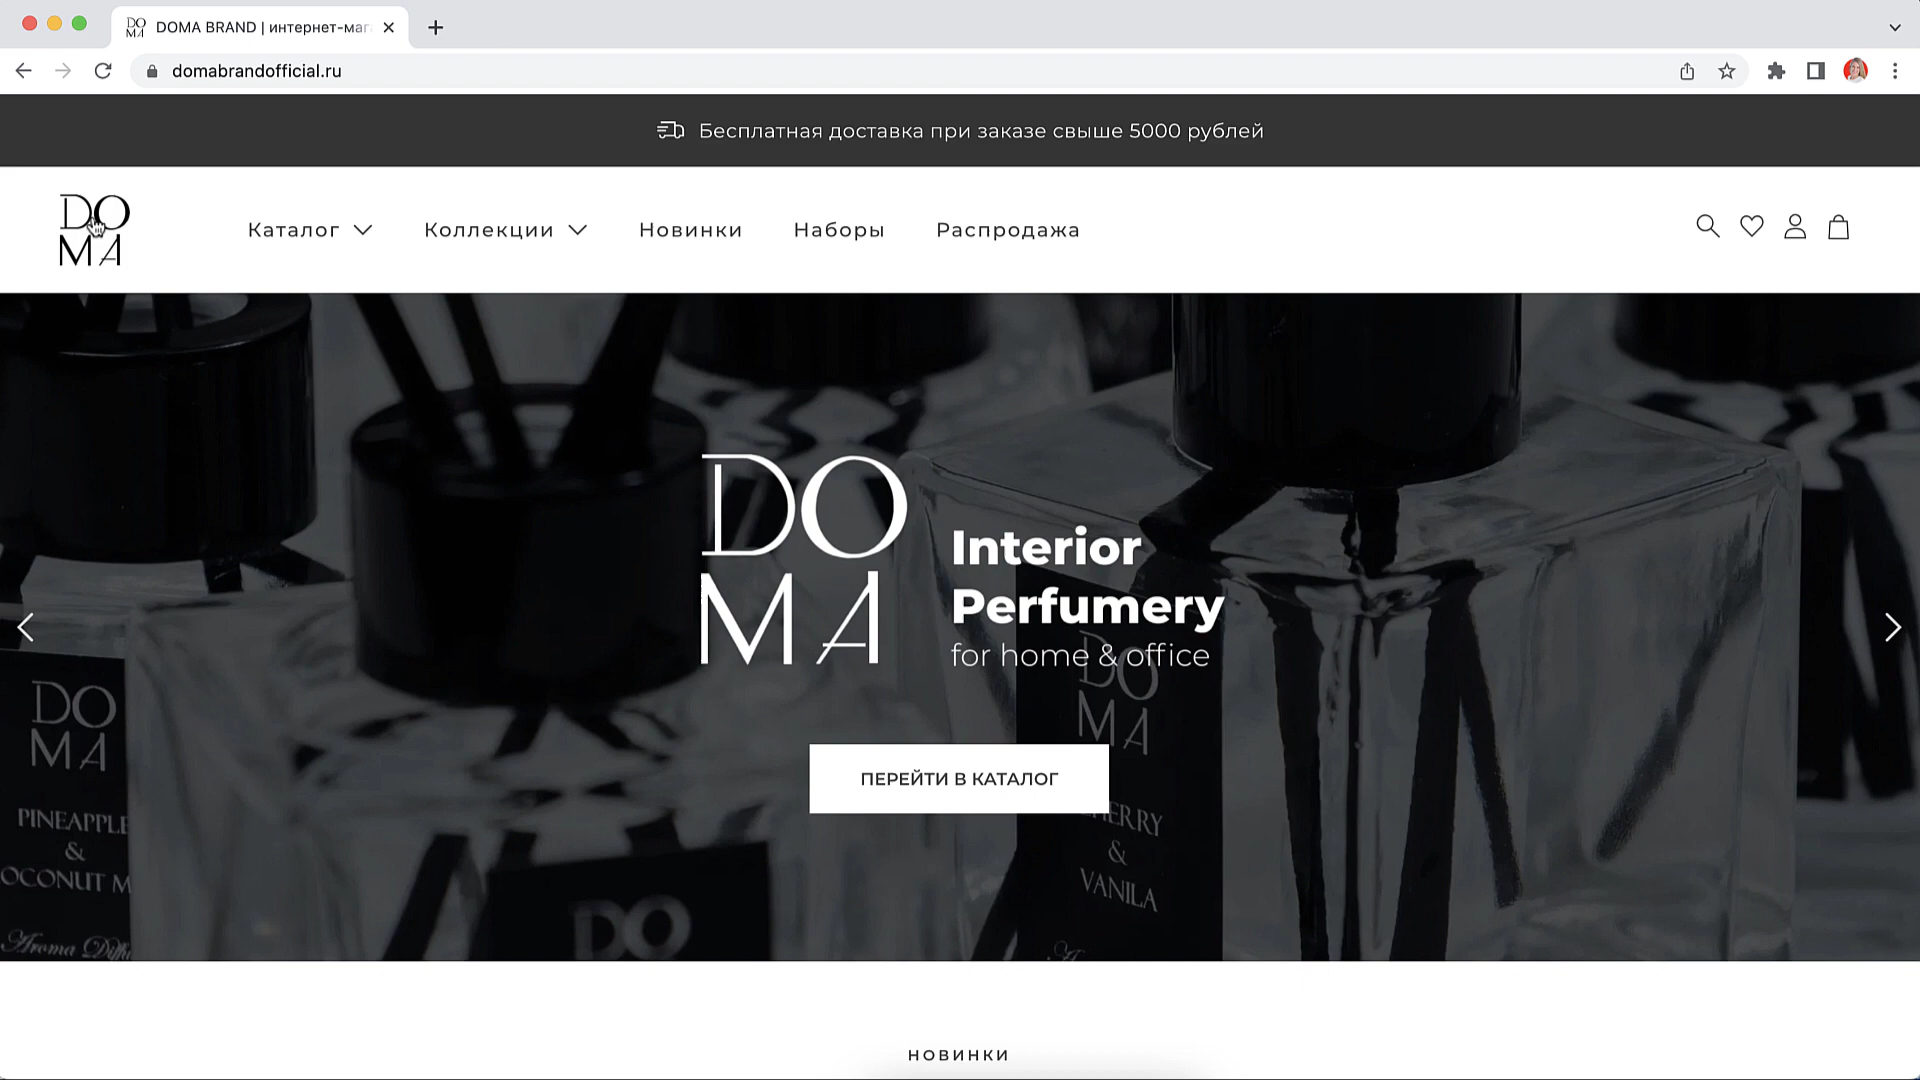 DOMA BRAND | интернет-маг
domabrandofficial.ru
Бесплатная доставка при заказе свыше 5000 рублей
DO
MA
Каталог
Коллекции
Новинки
Наборы
Распродажа
DO
MA
Interior
Perfumery
for home & office
ПЕРЕЙТИ В КАТАЛОГ
DO
MA
PINEAPPLE
&
OCONUT M
Aroma Diffu
DO
DO
MA
ERRY
&
VANILA
НОВИНКИ